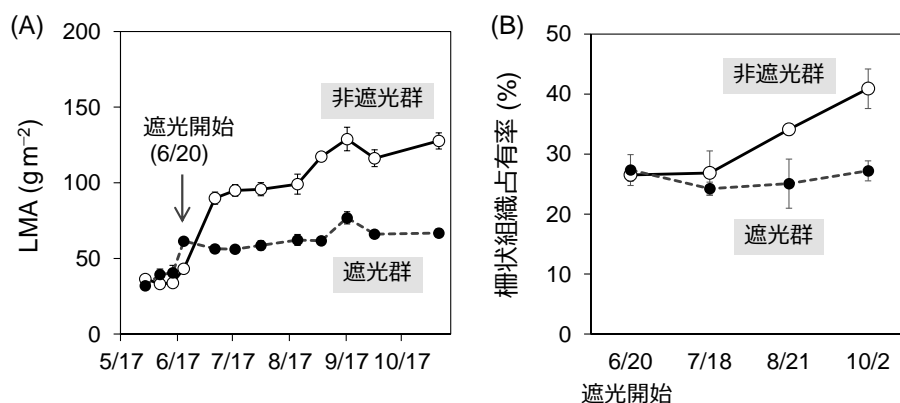 (A)
LMA (g m⁻²)
200
150
100
50
0
遮光開始
(6/20)
非遮光群
遮光群
5/17 6/17 7/17 8/17 9/17 10/17
(B)
柵状組織占有率 (%)
50
40
30
20
10
0
非遮光群
遮光群
6/20 7/18 8/21 10/2
遮光開始